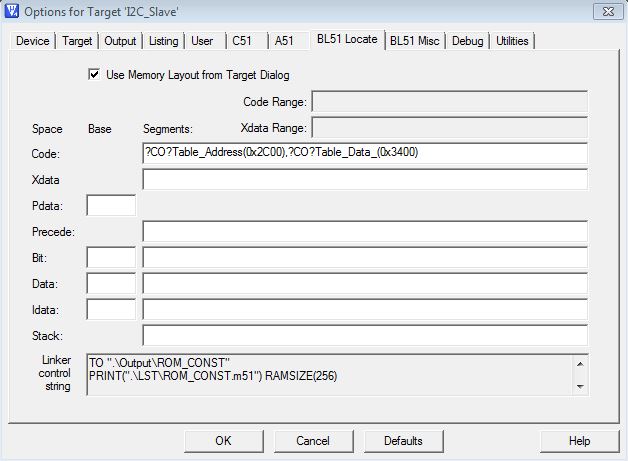 Options for Target 'I2C_Slave'
Device Target Output Listing User C51 A51 BL51 Locate BL51 Misc Debug Utilities
Use Memory Layout from Target Dialog
Code Range:
Space Base Segments: Xdata Range:
Code: ?CO?Table_Address(0x2C00),?CO?Table_Data_(0x3400)
Xdata
Pdata:
Precede:
Bit:
Data:
Idata:
Stack:
Linker
control
string
TO ".\Output\ROM_CONST"
PRINT(".\LST\ROM_CONST.m51") RAMSIZE(256)
OK Cancel Defaults Help